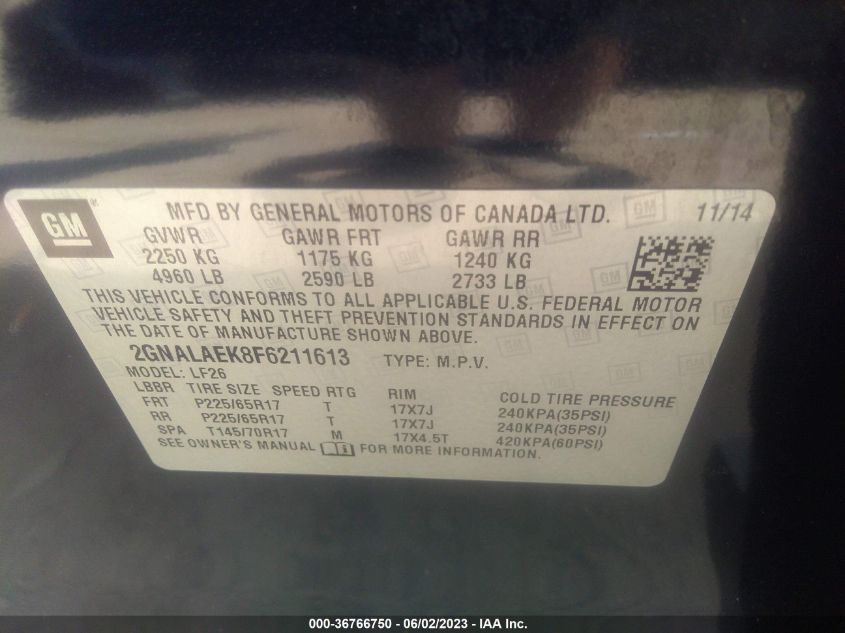 GM
MFD BY GENERAL MOTORS OF CANADA LTD. 11/14
GVWR GAWR FRT GAWR RR
2250 KG 1175 KG 1240 KG
4960 LB 2590 LB 2733 LB
THIS VEHICLE CONFORMS TO ALL APPLICABLE U.S. FEDERAL MOTOR
VEHICLE SAFETY AND THEFT PREVENTION STANDARDS IN EFFECT ON
THE DATE OF MANUFACTURE SHOWN ABOVE.
2GNALAEK8F6211613 TYPE: M.P.V.
MODEL: LF26
LBBR TIRE SIZE SPEED RTG RIM COLD TIRE PRESSURE
FRT P225/65R17 T 17X7J 240KPA(35PSI)
RR P225/65R17 T 17X7J 240KPA(35PSI)
SPA T145/70R17 M 17X4.5T 420KPA(60PSI)
SEE OWNER'S MANUAL FOR MORE INFORMATION.
000-36766750 - 06/02/2023 - IAA Inc.